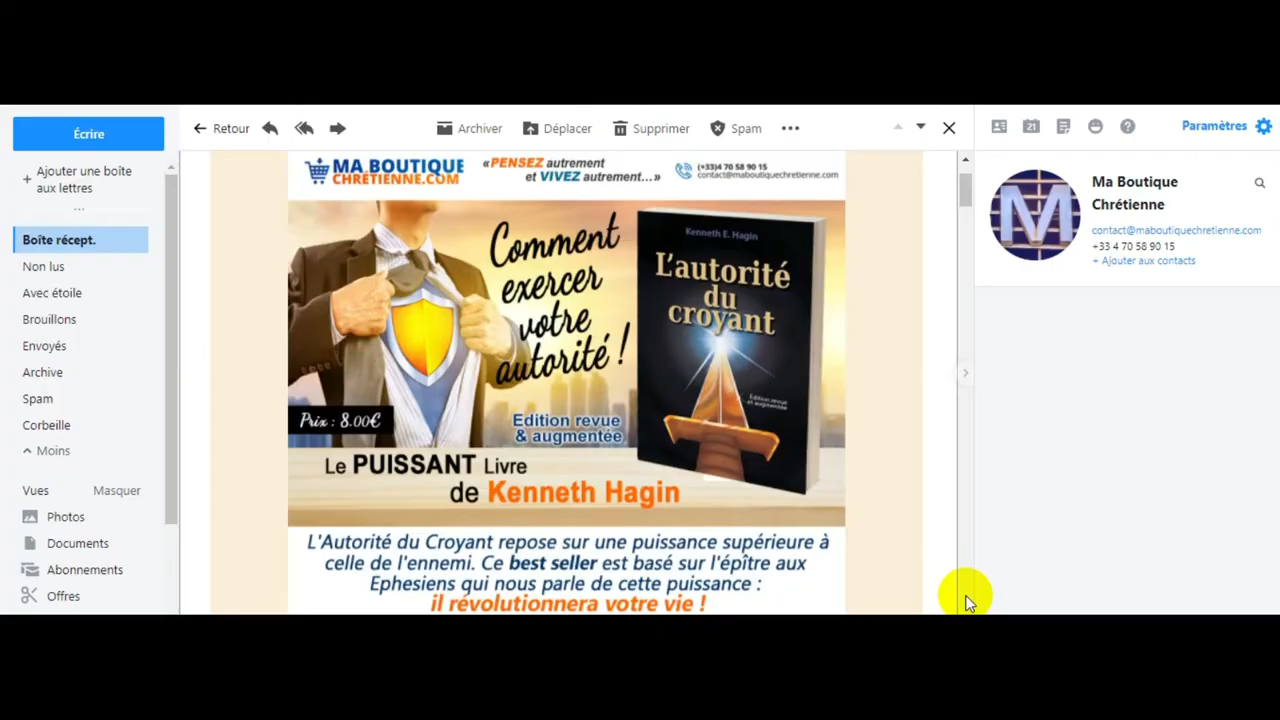 Écrire
+ Ajouter une boîte
aux lettres
...
Boîte récept.
Non lus
Avec étoile
Brouillons
Envoyés
Archive
Spam
Corbeille
Moins
Vues Masquer
Photos
Documents
Abonnements
Offres
Retour
Archiver
Déplacer
Supprimer
Spam
MA BOUTIQUE
CHRÉTIENNE.COM
«PENSEZ autrement
et VIVEZ autrement...»
(+33)4 70 58 90 15
contact@maboutiquechretienne.com
Comment
exercer
votre
autorité !
Prix : 8.00€
Edition revue
& augmentée
Kenneth E. Hagin
L'autorité
du
croyant
Edition revue
et augmentée
Le PUISSANT Livre
de Kenneth Hagin
L'Autorité du Croyant repose sur une puissance supérieure à
celle de l'ennemi. Ce best seller est basé sur l'épître aux
Ephesiens qui nous parle de cette puissance :
il révolutionnera votre vie !
21
Paramètres
M
Ma Boutique
Chrétienne
contact@maboutiquechretienne.com
+33 4 70 58 90 15
+ Ajouter aux contacts